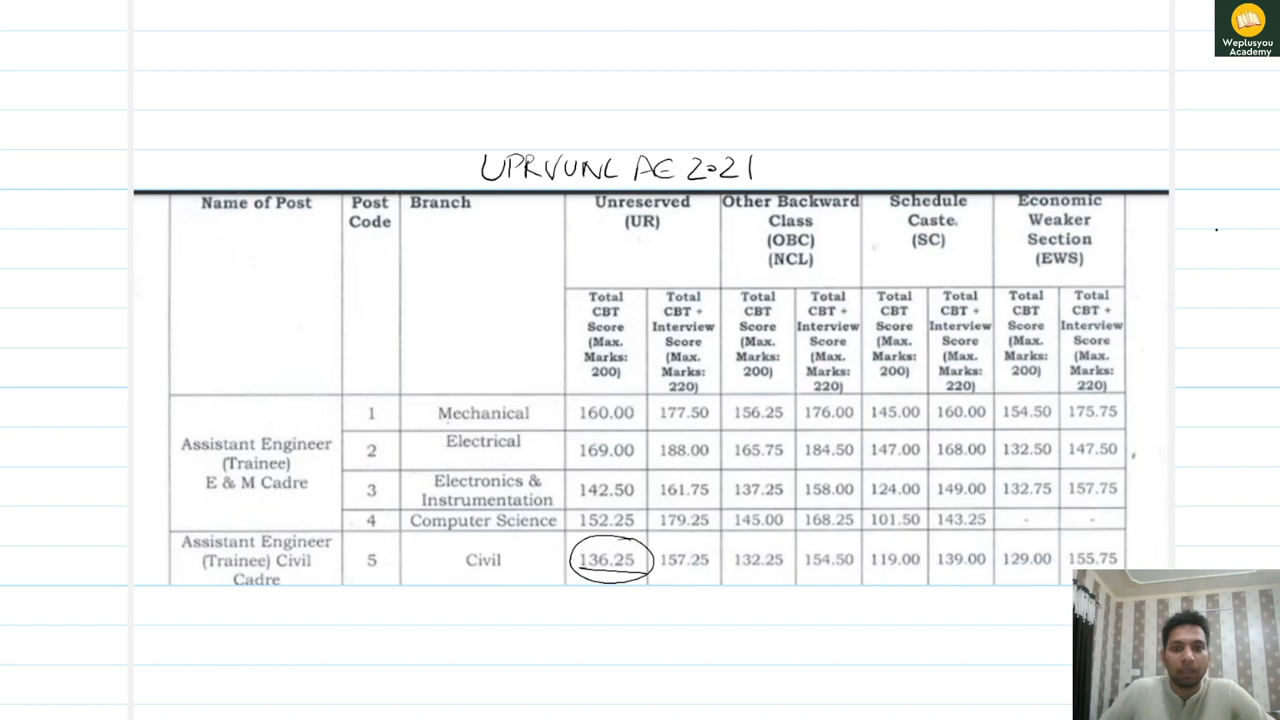 Weplusyou
Academy
UPRVUNL AE 2021
Name of Post
Post
Code
Branch
Unreserved
(UR)
Other Backward
Class
(OBC)
(NCL)
Schedule
Caste.
(SC)
Economic
Weaker
Section
(EWS)
Total
CBT
Score
(Max.
Marks:
200)
Total
CBT +
Interview
Score
(Max.
Marks:
220)
Total
CBT
Score
(Max.
Marks:
200)
Total
CBT +
Interview
Score
(Max.
Marks:
220)
Total
CBT
Score
(Max.
Marks:
200)
Total
CBT +
Interview
Score
(Max.
Marks:
220)
Total
CBT
Score
(Max.
Marks:
200)
Total
CBT +
Interview
Score
(Max.
Marks:
220)
Assistant Engineer
(Trainee)
E & M Cadre
1 Mechanical 160.00 177.50 156.25 176.00 145.00 160.00 154.50 175.75
2 Electrical 169.00 188.00 165.75 184.50 147.00 168.00 132.50 147.50
3 Electronics &
Instrumentation 142.50 161.75 137.25 158.00 124.00 149.00 132.75 157.75
4 Computer Science 152.25 179.25 145.00 168.25 101.50 143.25 - -
Assistant Engineer
(Trainee) Civil
Cadre
5 Civil 136.25 157.25 132.25 154.50 119.00 139.00 129.00 155.75